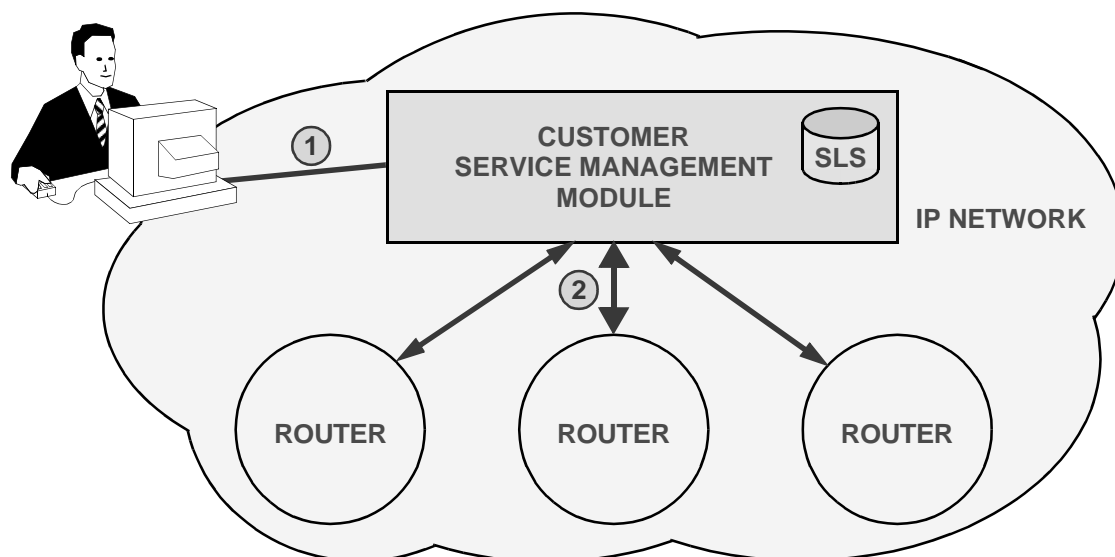 1
CUSTOMER
SERVICE MANAGEMENT
MODULE
SLS
IP NETWORK
2
ROUTER
ROUTER
ROUTER